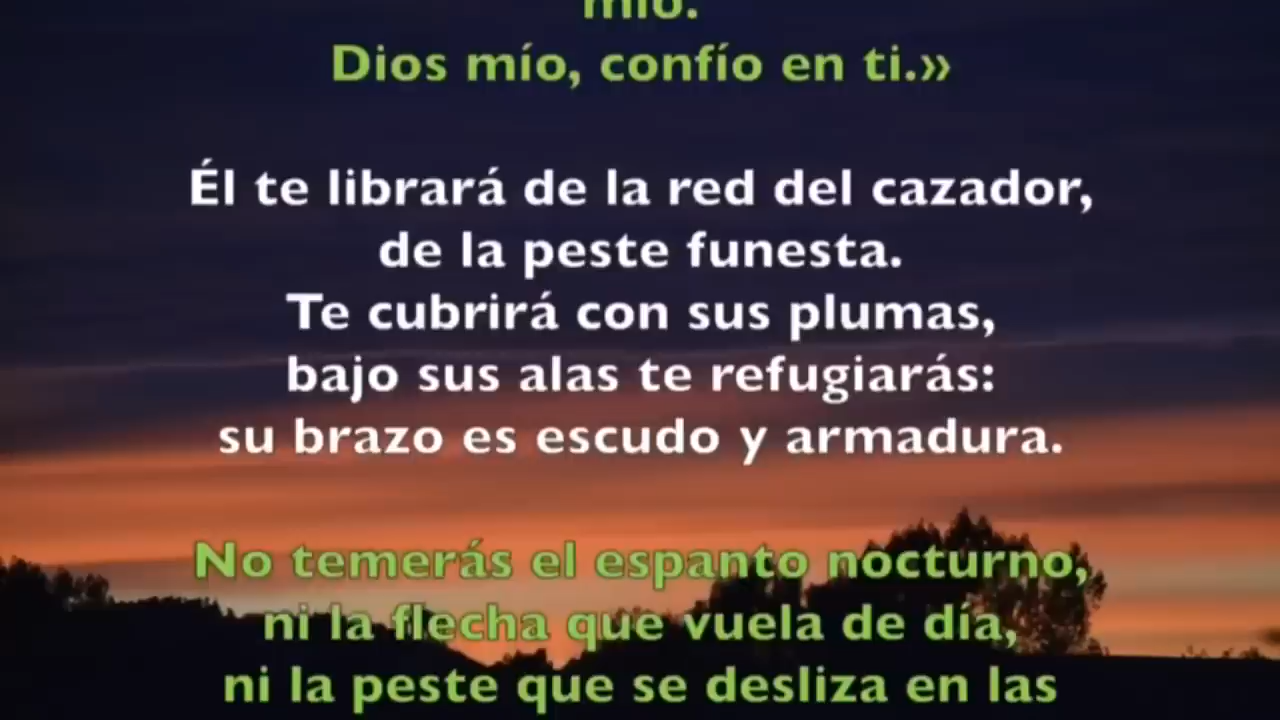 mío.
Dios mío, confío en ti.»
Él te librará de la red del cazador,
de la peste funesta.
Te cubrirá con sus plumas,
bajo sus alas te refugiarás:
su brazo es escudo y armadura.
No temerás el espanto nocturno,
ni la flecha que vuela de día,
ni la peste que se desliza en las